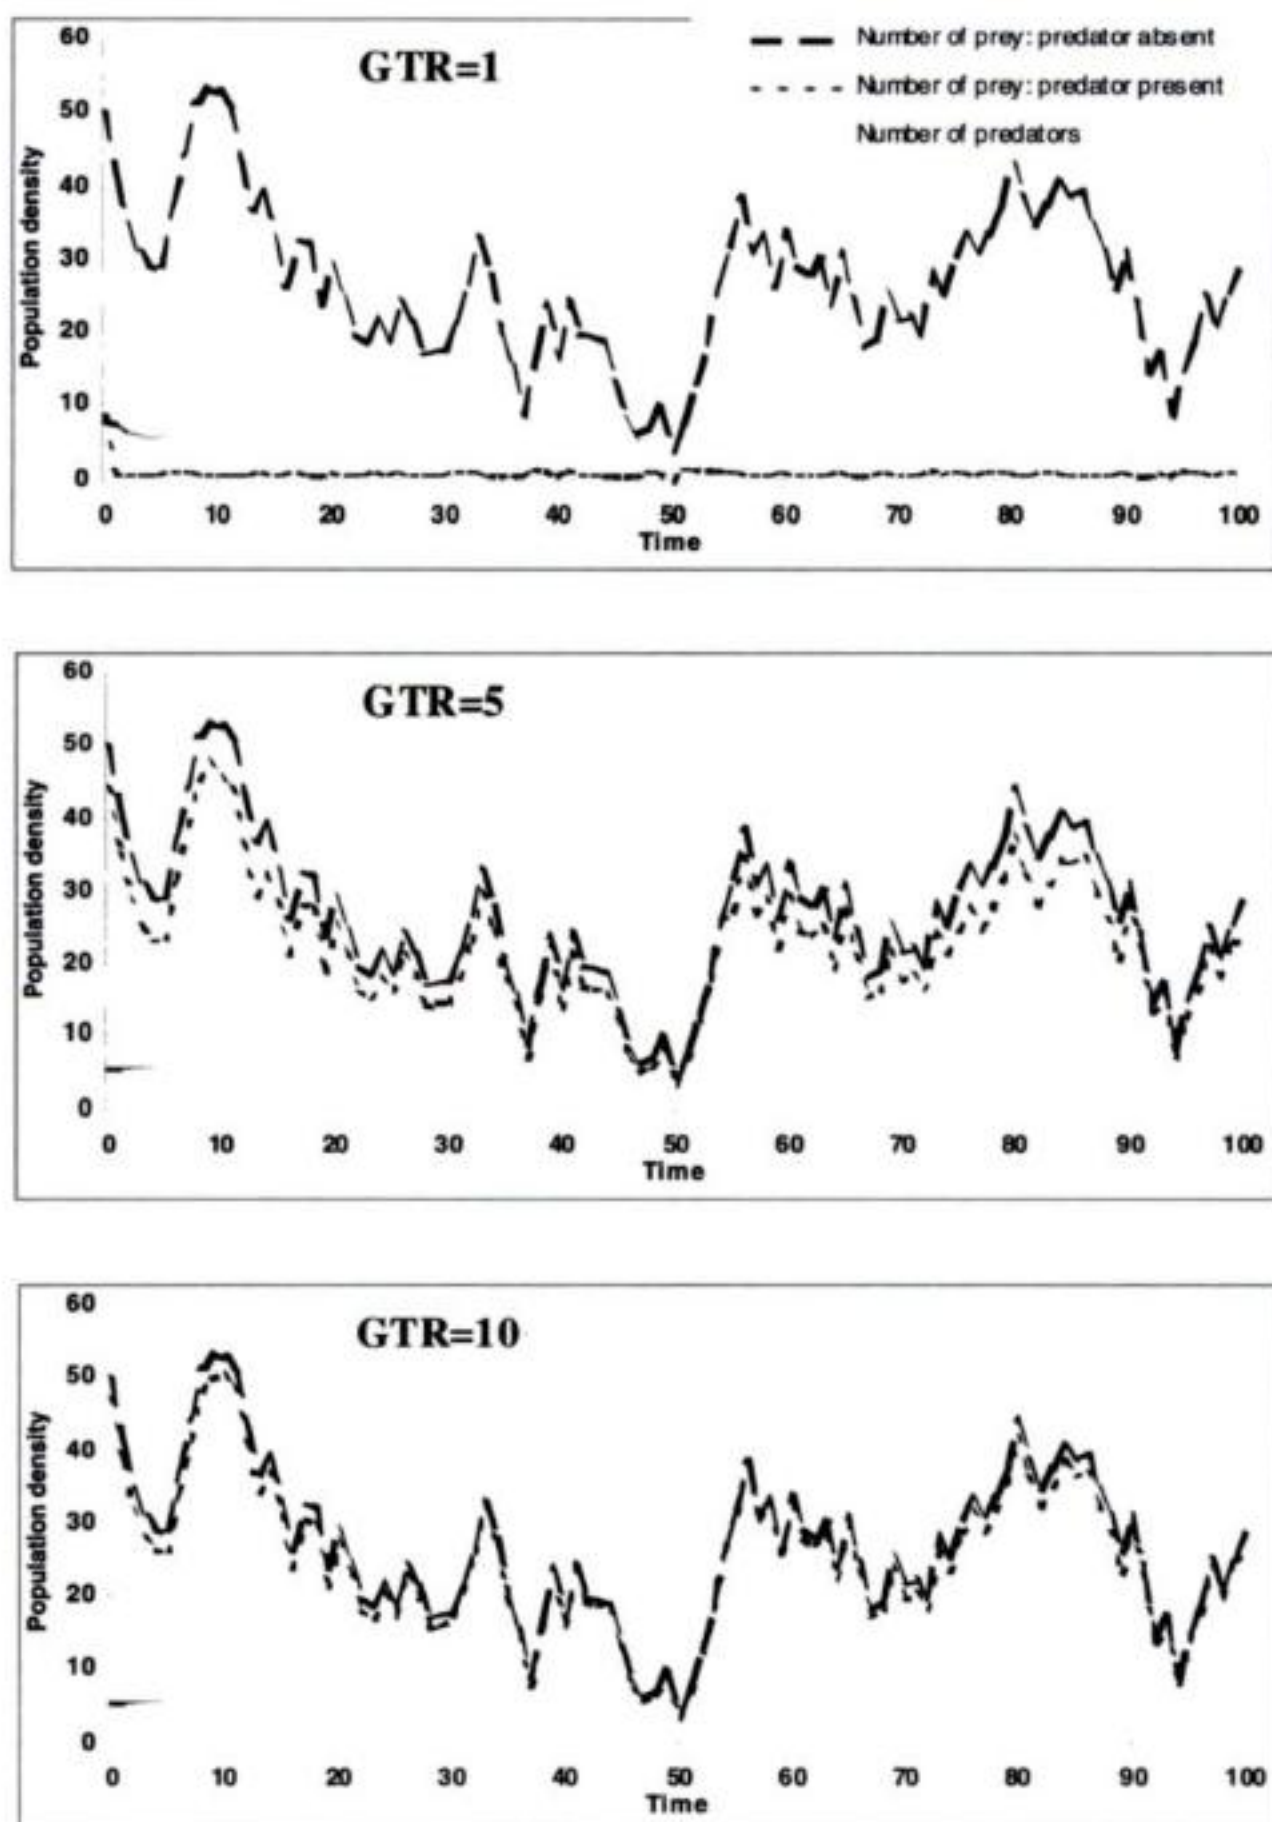 GTR=1
Number of prey: predator absent
Number of prey: predator present
Number of predators
Population density
60
50
40
30
20
10
0
0 10 20 30 40 50 60 70 80 90 100
Time
GTR=5
Population density
60
50
40
30
20
10
0
0 10 20 30 40 50 60 70 80 90 100
Time
GTR=10
Population density
60
50
40
30
20
10
0
0 10 20 30 40 50 60 70 80 90 100
Time